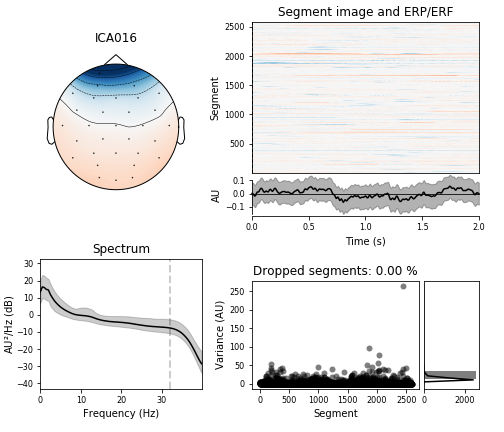 ICA016
Segment image and ERP/ERF
2500
2000
1500
1000
500
Segment
0.1
0.0
−0.1
AU
0.0 0.5 1.0 1.5 2.0
Time (s)
Spectrum
30
20
10
0
−10
−20
−30
−40
AU²/Hz (dB)
0 10 20 30
Frequency (Hz)
Dropped segments: 0.00 %
250
200
150
100
50
0
Variance (AU)
0 500 1000 1500 2000 2500
Segment
0 2000